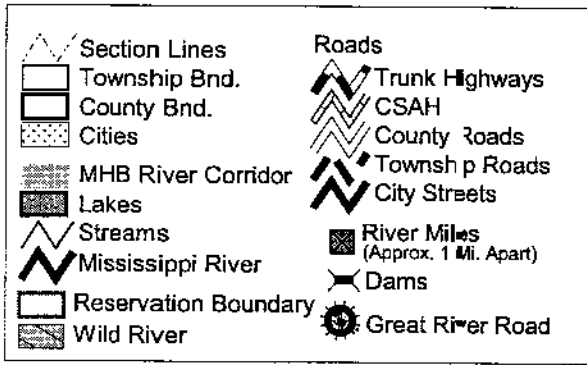 Section Lines
Township Bnd.
County Bnd.
Cities
MHB River Corridor
Lakes
Streams
Mississippi River
Reservation Boundary
Wild River
Roads
Trunk Highways
CSAH
County Roads
Township Roads
City Streets
River Miles
(Approx. 1 Mi. Apart)
Dams
Great River Road